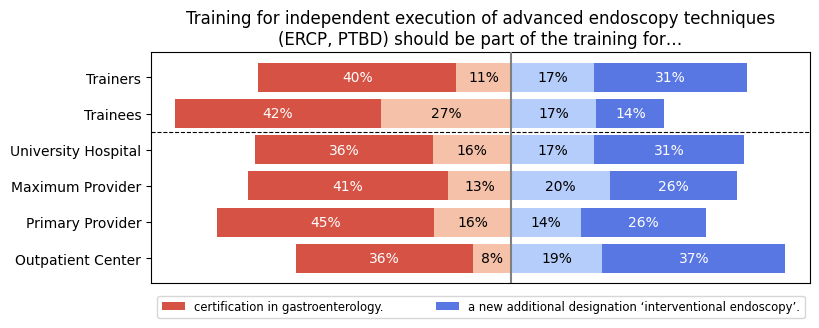 Training for independent execution of advanced endoscopy techniques
(ERCP, PTBD) should be part of the training for…
Trainers 40% 11% 17% 31%
Trainees 42% 27% 17% 14%
University Hospital 36% 16% 17% 31%
Maximum Provider 41% 13% 20% 26%
Primary Provider 45% 16% 14% 26%
Outpatient Center 36% 8% 19% 37%
certification in gastroenterology. a new additional designation ‘interventional endoscopy’.